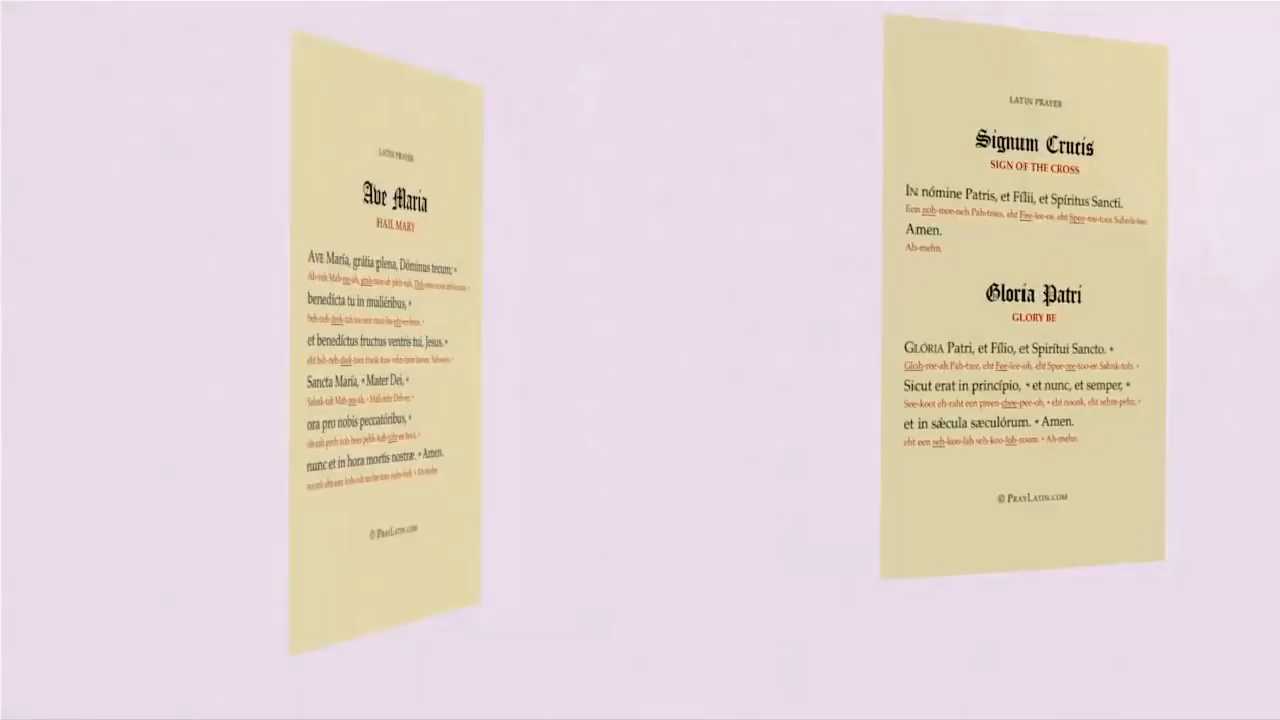 LATIN PRAYER
Ave Maria
HAIL MARY
AVE María, grátia plena, Dóminus tecum; *
benedícta tu in muliéribus, *
et benedíctus fructus ventris tui, Jesus. *
Sancta María, * Mater Dei, *
ora pro nobis peccatóribus, *
nunc et in hora mortis nostræ. * Amen.
© PRAYLATIN.COM
LATIN PRAYER
Signum Crucis
SIGN OF THE CROSS
IN nómine Patris, et Fílii, et Spíritus Sancti.
Een noh-mee-neh Pah-trees, eht Fee-lee-ee, eht Spee-ree-toos Sahnk-tee.
Amen.
Ah-mehn.
Gloria Patri
GLORY BE
GLÓRIA Patri, et Fílio, et Spirítui Sancto. *
Gloh-ree-ah Pah-tree, eht Fee-lee-oh, eht Spee-ree-too-ee Sahnk-toh. *
Sicut erat in princípio, * et nunc, et semper, *
See-koot eh-raht een preen-chee-pee-oh, * eht noonk, eht sehm-pehr, *
et in sǽcula sæculórum. * Amen.
eht een seh-koo-lah seh-koo-loh-room. * Ah-mehn.
© PRAYLATIN.COM